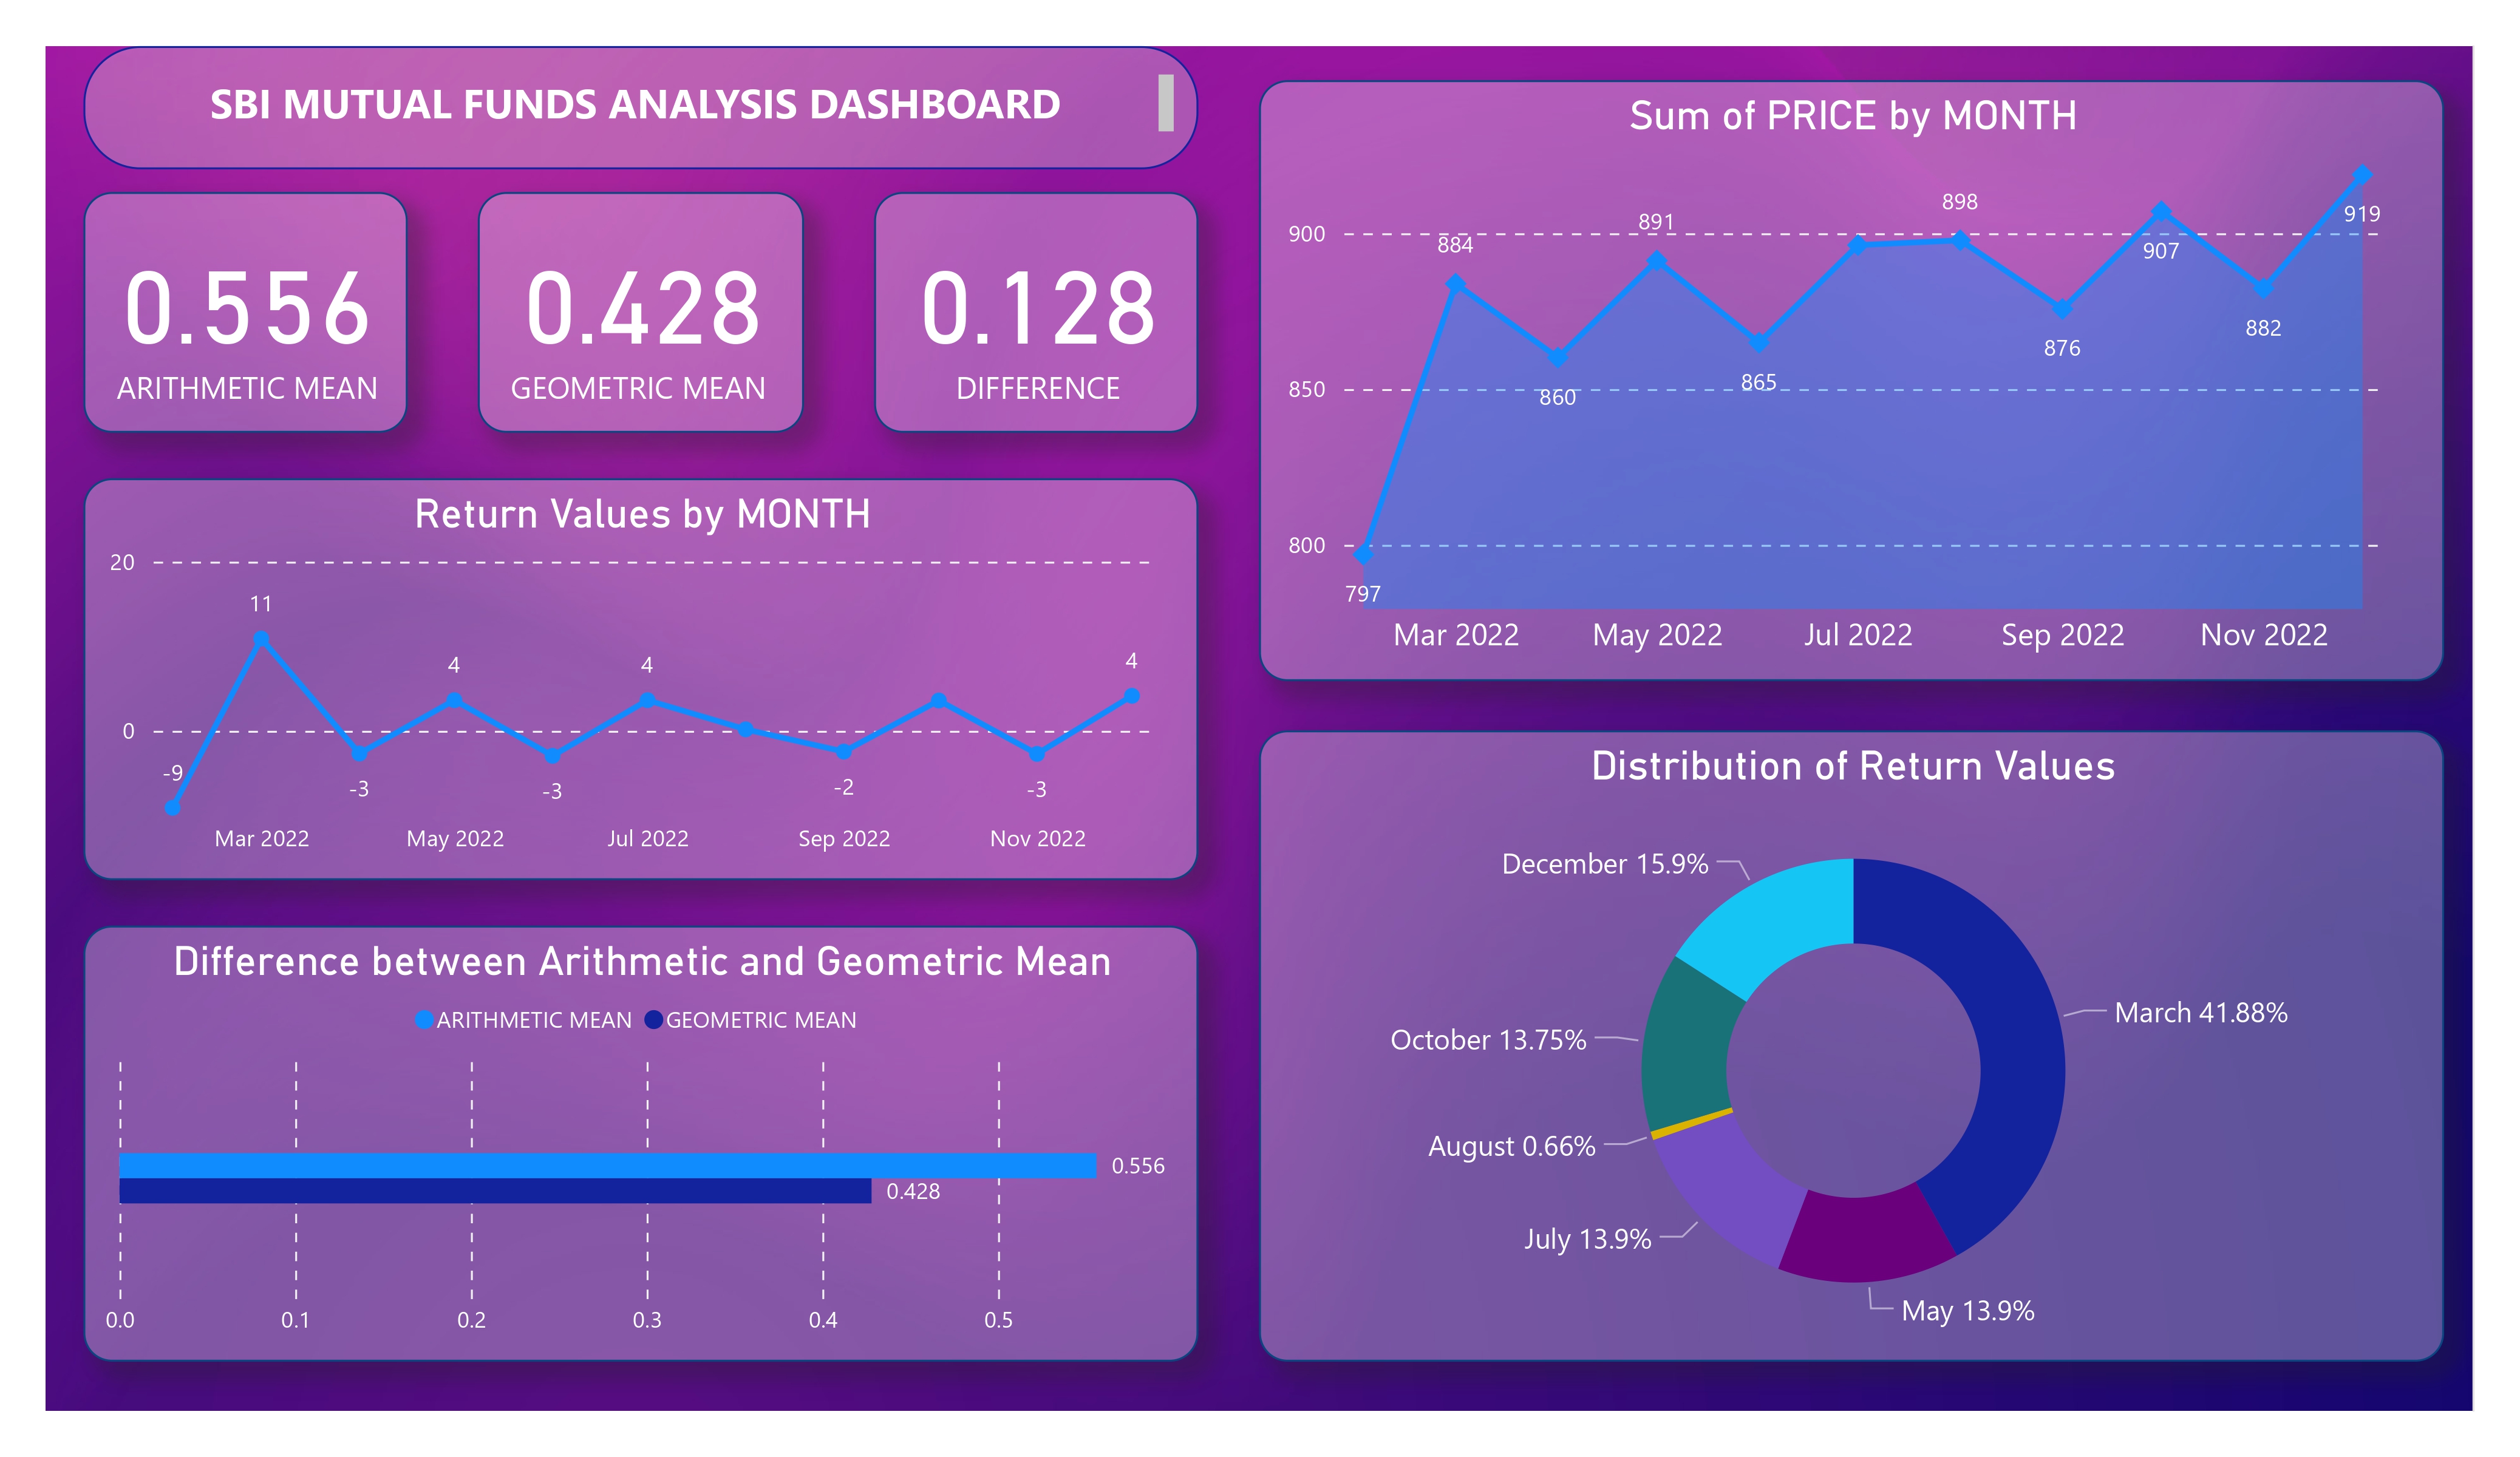 SBI MUTUAL FUNDS ANALYSIS DASHBOARD
0.556
ARITHMETIC MEAN
0.428
GEOMETRIC MEAN
0.128
DIFFERENCE
Return Values by MONTH
20
0
-9
11
-3
4
-3
4
-2
-3
4
Mar 2022
May 2022
Jul 2022
Sep 2022
Nov 2022
Difference between Arithmetic and Geometric Mean
ARITHMETIC MEAN
GEOMETRIC MEAN
0.556
0.428
0.0
0.1
0.2
0.3
0.4
0.5
Sum of PRICE by MONTH
900
850
800
797
884
860
891
865
898
876
907
882
919
Mar 2022
May 2022
Jul 2022
Sep 2022
Nov 2022
Distribution of Return Values
December 15.9%
March 41.88%
October 13.75%
August 0.66%
July 13.9%
May 13.9%